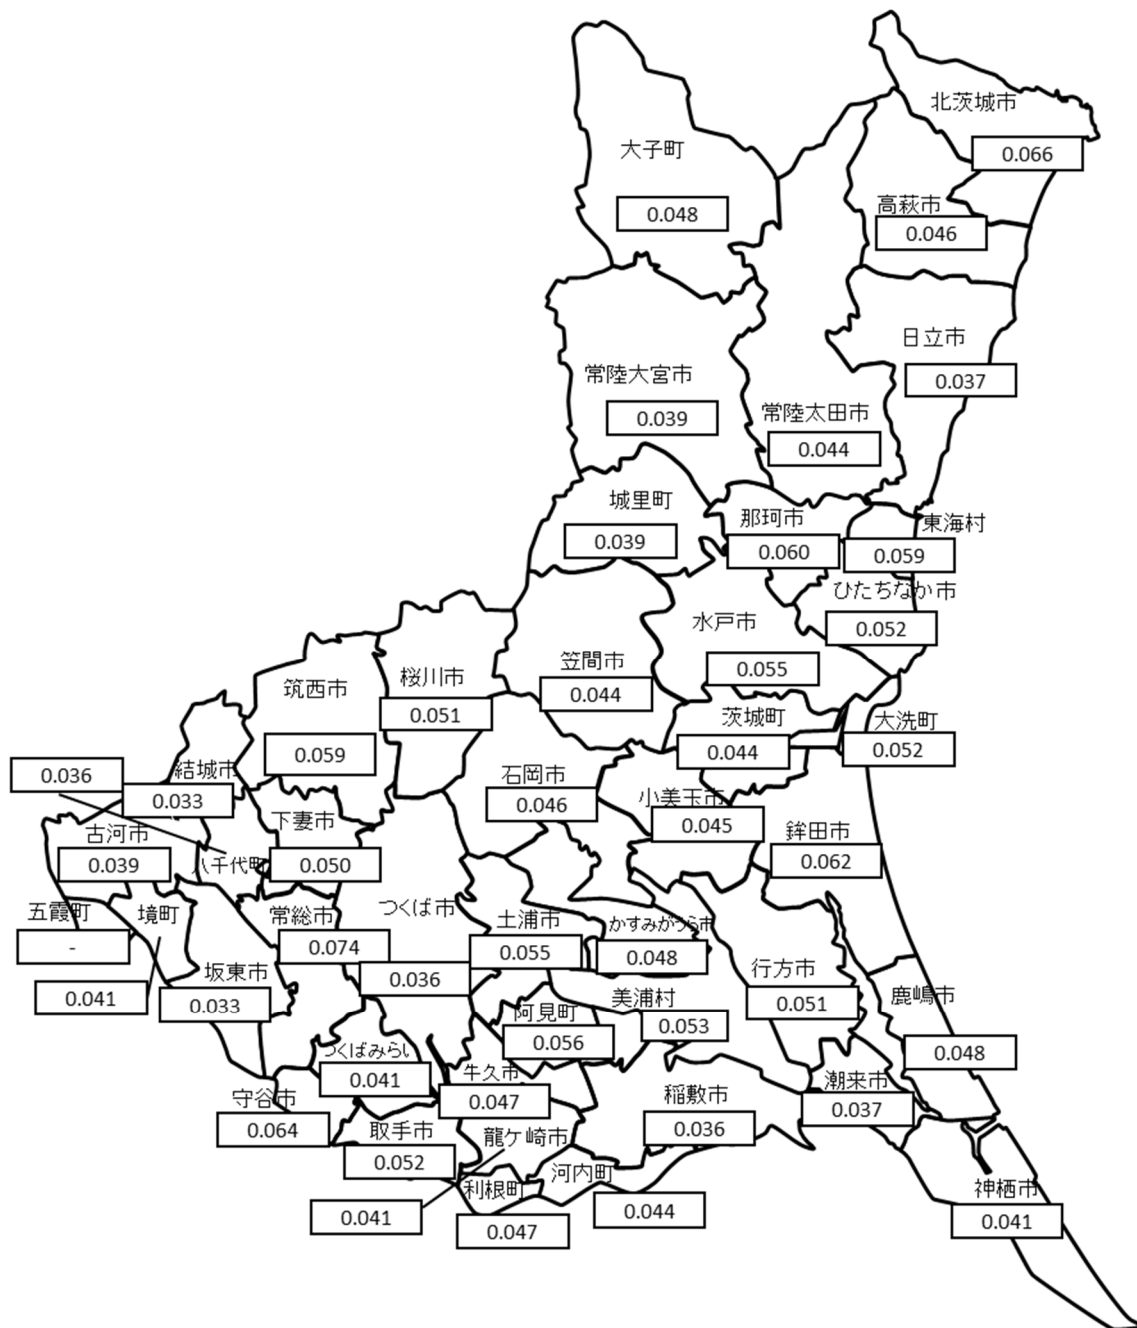 北茨城市
0.066
大子町
0.048
高萩市
0.046
日立市
0.037
常陸大宮市
0.039
常陸太田市
0.044
城里町
0.039
那珂市
0.060
東海村
0.059
ひたちなか市
0.052
水戸市
0.055
笠間市
0.044
桜川市
0.051
筑西市
0.059
茨城町
0.044
大洗町
0.052
0.036
結城市
0.033
石岡市
0.046
小美玉市
0.045
下妻市
0.050
古河市
0.039
八千代町
鉾田市
0.062
五霞町
-
境町
0.041
常総市
0.074
つくば市
0.036
土浦市
0.055
かすみがうら市
0.048
坂東市
0.033
行方市
0.051
美浦村
0.053
鹿嶋市
0.048
阿見町
0.056
つくばみらい
0.041
牛久市
0.047
守谷市
0.064
潮来市
0.037
稲敷市
0.036
取手市
0.052
龍ケ崎市
0.041
利根町
0.047
河内町
0.044
神栖市
0.041